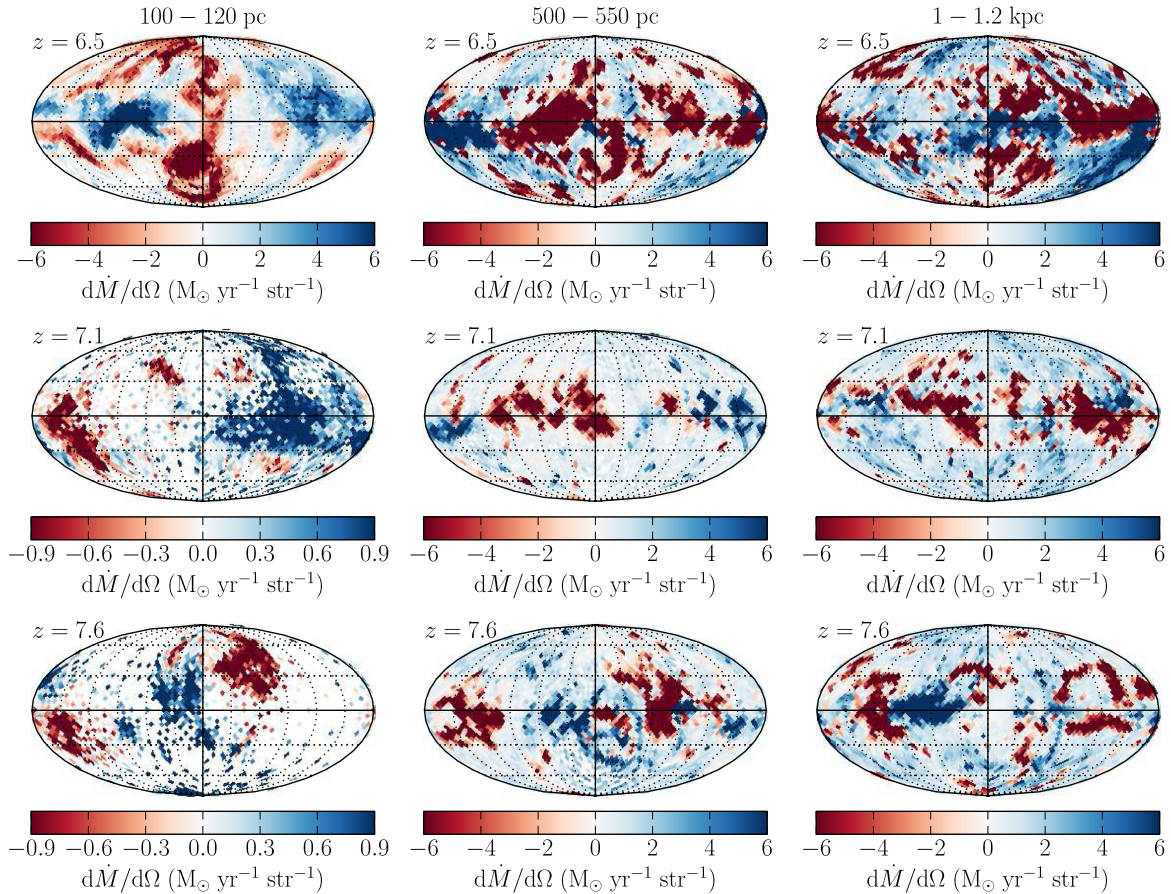 100 − 120 pc 500 − 550 pc 1 − 1.2 kpc
z = 6.5 z = 6.5 z = 6.5
−6 −4 −2 0 2 4 6 −6 −4 −2 0 2 4 6 −6 −4 −2 0 2 4 6
dṀ/dΩ (M⊙ yr⁻¹ str⁻¹) dṀ/dΩ (M⊙ yr⁻¹ str⁻¹) dṀ/dΩ (M⊙ yr⁻¹ str⁻¹)
z = 7.1 z = 7.1 z = 7.1
−0.9 −0.6 −0.3 0.0 0.3 0.6 0.9 −6 −4 −2 0 2 4 6 −6 −4 −2 0 2 4 6
dṀ/dΩ (M⊙ yr⁻¹ str⁻¹) dṀ/dΩ (M⊙ yr⁻¹ str⁻¹) dṀ/dΩ (M⊙ yr⁻¹ str⁻¹)
z = 7.6 z = 7.6 z = 7.6
−0.9 −0.6 −0.3 0.0 0.3 0.6 0.9 −6 −4 −2 0 2 4 6 −6 −4 −2 0 2 4 6
dṀ/dΩ (M⊙ yr⁻¹ str⁻¹) dṀ/dΩ (M⊙ yr⁻¹ str⁻¹) dṀ/dΩ (M⊙ yr⁻¹ str⁻¹)